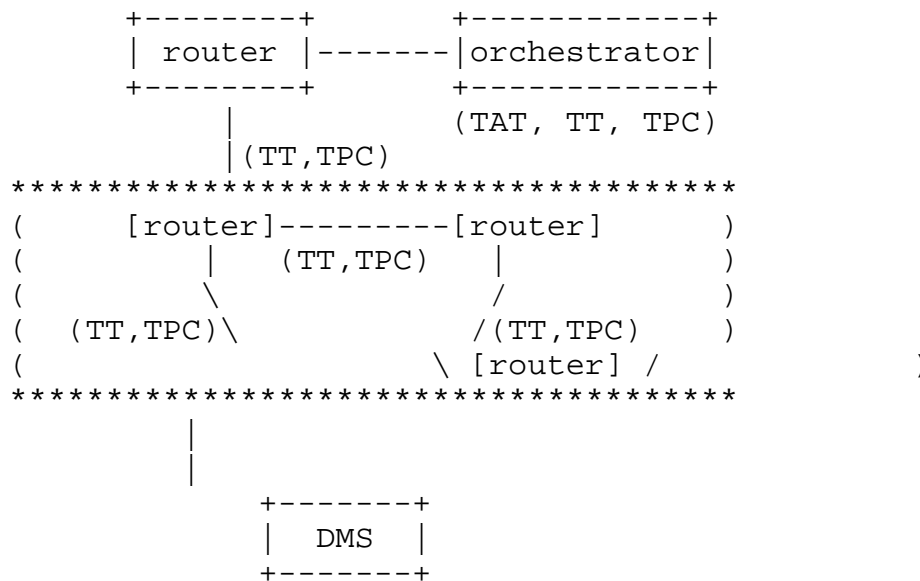 router orchestrator
(TAT, TT, TPC)
(TT,TPC)
[router] [router]
(TT,TPC)
(TT,TPC) (TT,TPC)
[router]
DMS